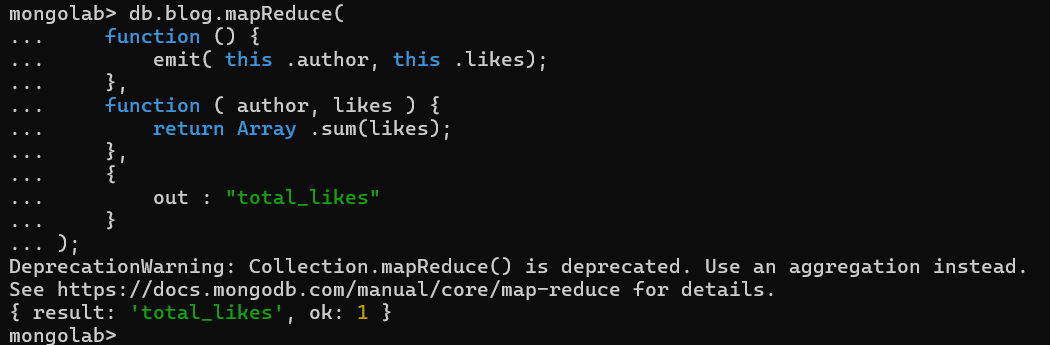 mongolab> db.blog.mapReduce(
...     function () {
...         emit( this .author, this .likes);
...     },
...     function ( author, likes ) {
...         return Array .sum(likes);
...     },
...     {
...         out : "total_likes"
...     }
... );
DeprecationWarning: Collection.mapReduce() is deprecated. Use an aggregation instead.
See https://docs.mongodb.com/manual/core/map-reduce for details.
{ result: 'total_likes', ok: 1 }
mongolab>